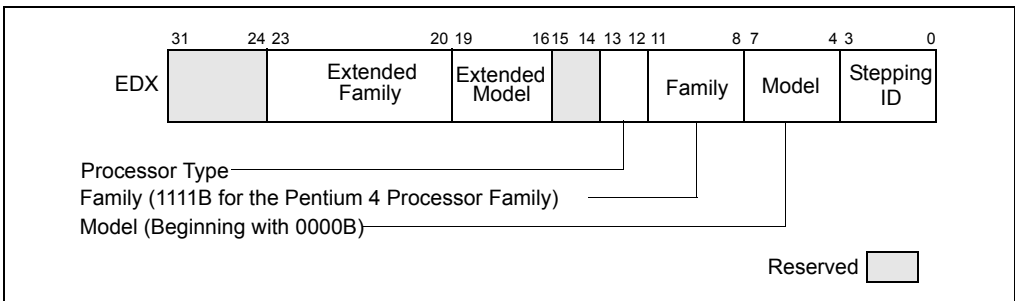 31 24 23 20 19 16 15 14 13 12 11 8 7 4 3 0
EDX
Extended
Family
Extended
Model
Family
Model
Stepping
ID
Processor Type
Family (1111B for the Pentium 4 Processor Family)
Model (Beginning with 0000B)
Reserved